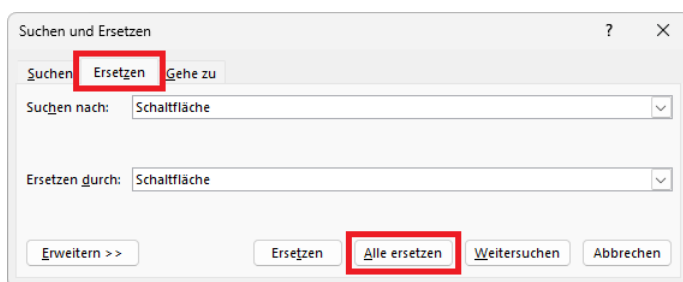 Suchen und Ersetzen ? ×
Suchen Ersetzen Gehe zu
Suchen nach: Schaltfläche
Ersetzen durch: Schaltfläche
Erweitern >> Ersetzen Alle ersetzen Weitersuchen Abbrechen